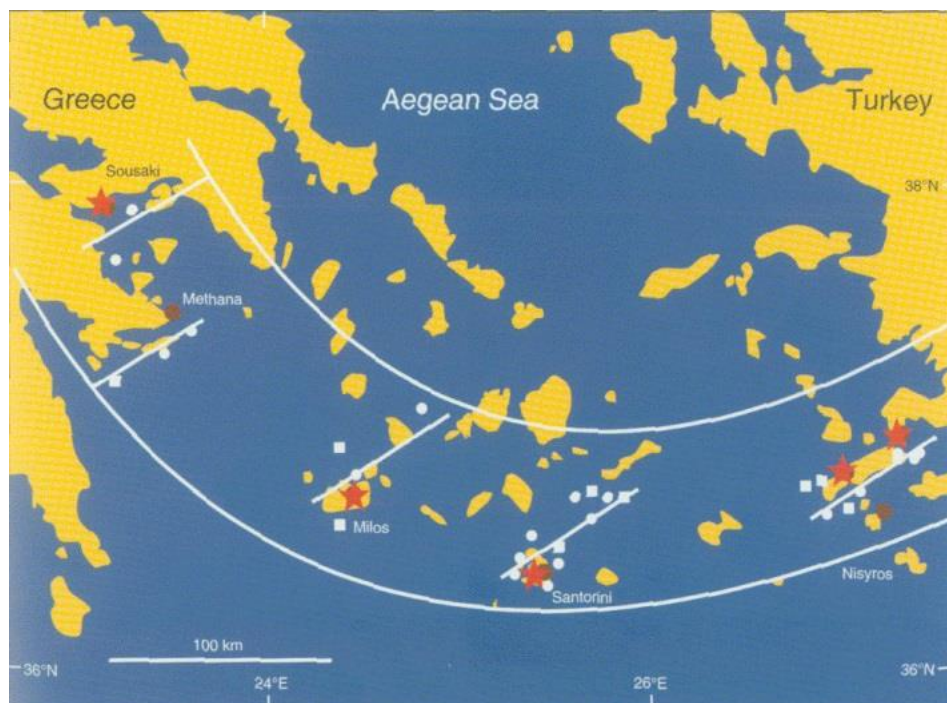 Greece
Aegean Sea
Turkey
Sousaki
38°N
Methana
Milos
Santorini
Nisyros
100 km
36°N
36°N
24°E
26°E